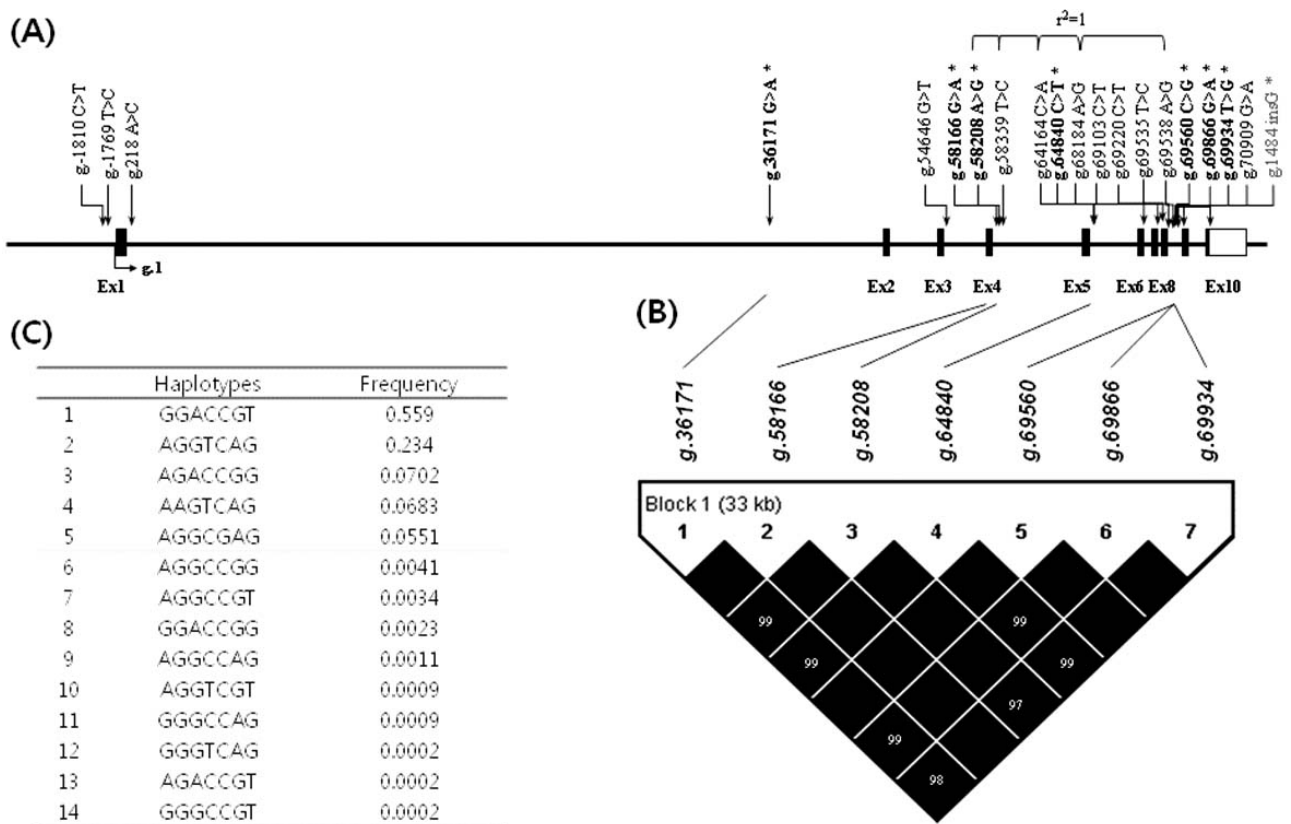 (A)
r²=1
g-1810 C>T
g-1769 T>C
g218 A>C
g.36171 G>A *
g54646 G>T
g.58166 G>A *
g.58208 A>G *
g.58359 T>C
g64164 C>A
g.64840 C>T *
g68184 A>G
g69103 C>T
g69220 C>T
g69535 T>C
g69538 A>G
g.69560 C>G *
g.69866 G>A *
g.69934 T>G *
g70909 G>A
g1484 insG *
g.1
Ex1
Ex2
Ex3
Ex4
Ex5
Ex6
Ex8
Ex10
(C)
Haplotypes Frequency
1 GGACCGT 0.559
2 AGGTCAG 0.234
3 AGACCGG 0.0702
4 AAGTCAG 0.0683
5 AGGCGAG 0.0551
6 AGGCCGG 0.0041
7 AGGCCGT 0.0034
8 GGACCGG 0.0023
9 AGGCCAG 0.0011
10 AGGTCGT 0.0009
11 GGGCCAG 0.0009
12 GGGTCAG 0.0002
13 AGACCGT 0.0002
14 GGGCCGT 0.0002
(B)
g.36171
g.58166
g.58208
g.64840
g.69560
g.69866
g.69934
Block 1 (33 kb)
1 2 3 4 5 6 7
99 99
99 99
97
99
98